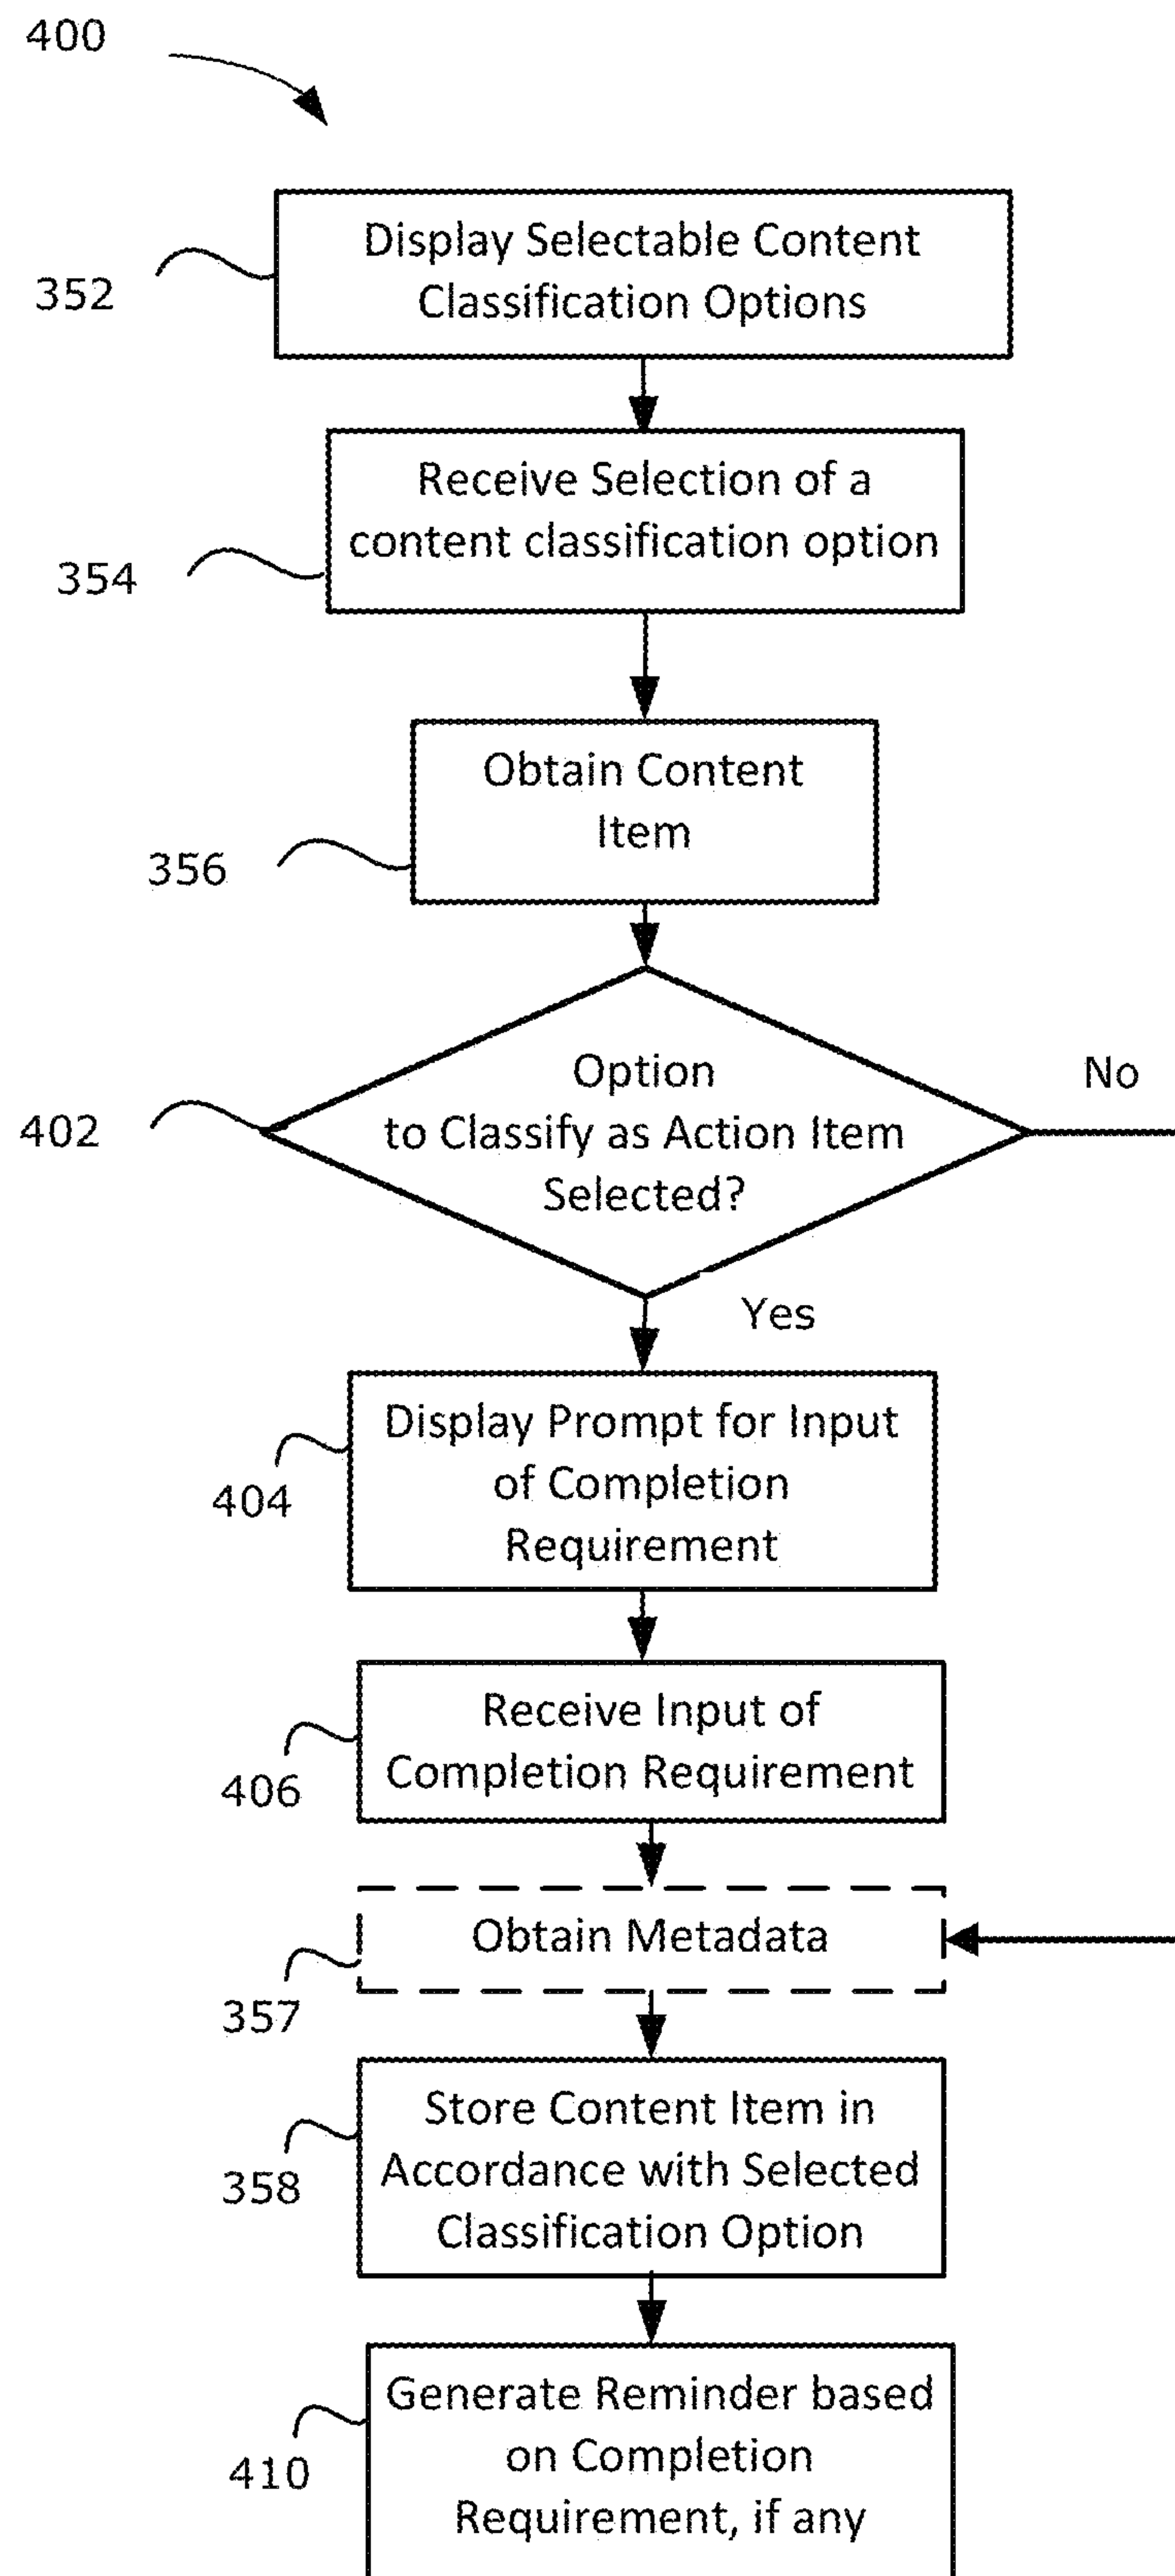 400
Display Selectable Content
Classification Options
352
Receive Selection of a
content classification option
354
Obtain Content
Item
356
Option
to Classify as Action Item
Selected?
No
402
Yes
Display Prompt for Input
of Completion
Requirement
404
Receive Input of
Completion Requirement
406
Obtain Metadata
357
Store Content Item in
Accordance with Selected
Classification Option
358
Generate Reminder based
on Completion
Requirement, if any
410